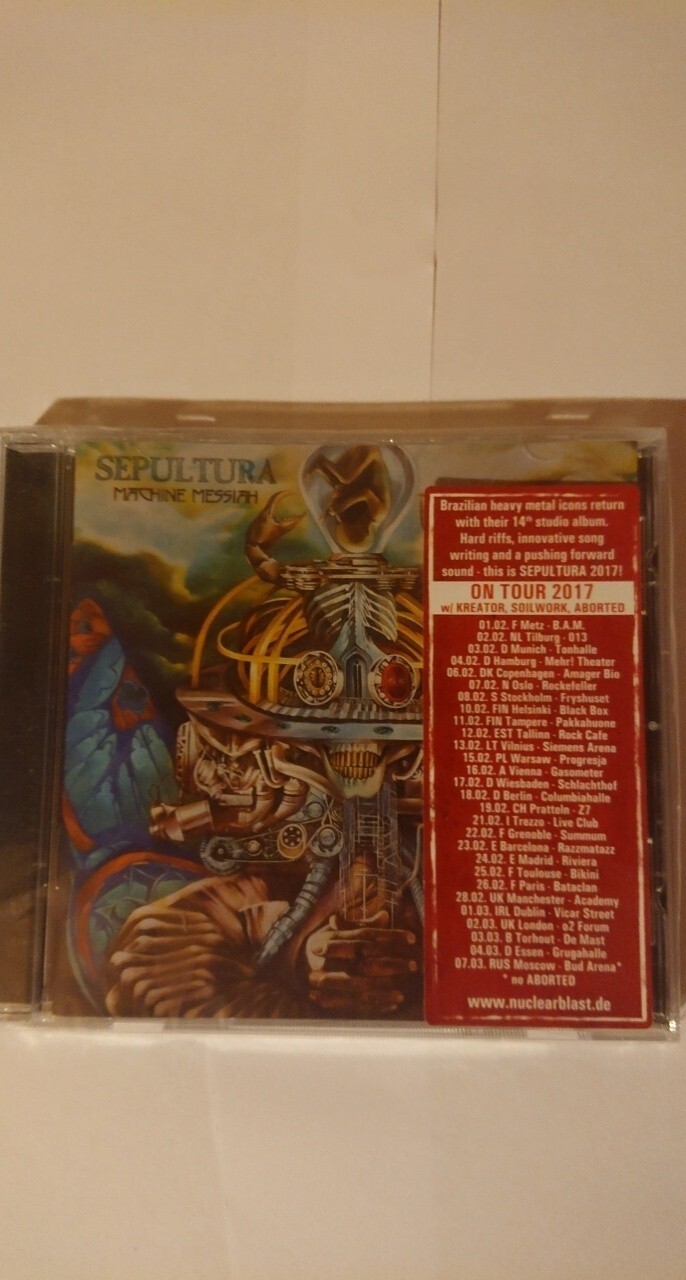 SEPULTURA
MACHINE MESSIAH
Brazilian heavy metal icons return
with their 14th studio album.
Hard riffs, innovative song
writing and a pushing forward
sound - this is SEPULTURA 2017!
ON TOUR 2017
w/ KREATOR, SOILWORK, ABORTED
01.02. F Metz - B.A.M.
02.02. NL Tilburg - 013
03.02. D Munich - Tonhalle
04.02. D Hamburg - Mehr! Theater
06.02. DK Copenhagen - Amager Bio
07.02. N Oslo - Rockefeller
08.02. S Stockholm - Fryshuset
10.02. FIN Helsinki - Black Box
11.02. FIN Tampere - Pakkahuone
12.02. EST Tallinn - Rock Cafe
13.02. LT Vilnius - Siemens Arena
15.02. PL Warsaw - Progresja
16.02. A Vienna - Gasometer
17.02. D Wiesbaden - Schlachthof
18.02. D Berlin - Columbiahalle
19.02. CH Pratteln - Z7
21.02. I Trezzo - Live Club
22.02. F Grenoble - Summum
23.02. E Barcelona - Razzmatazz
24.02. E Madrid - Riviera
25.02. F Toulouse - Bikini
26.02. F Paris - Bataclan
28.02. UK Manchester - Academy
01.03. IRL Dublin - Vicar Street
02.03. UK London - o2 Forum
03.03. B Torhout - De Mast
04.03. D Essen - Grugahalle
07.03. RUS Moscow - Bud Arena*
* no ABORTED
www.nuclearblast.de